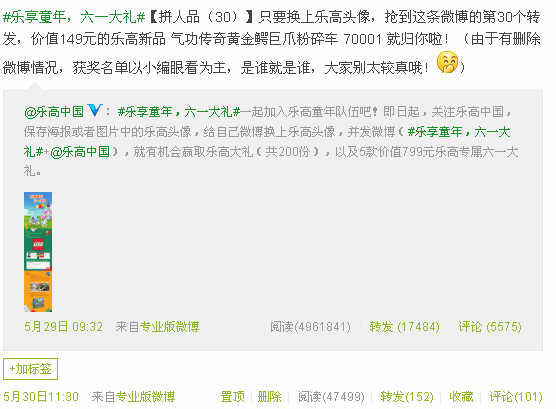 #乐享童年，六一大礼#【拼人品（30）】只要换上乐高头像，抢到这条微博的第30个转
发，价值149元的乐高新品 气功传奇黄金鳄巨爪粉碎车 70001 就归你啦！（由于有删除
微博情况，获奖名单以小编眼看为主，是谁就是谁，大家别太较真哦！）
@乐高中国：#乐享童年，六一大礼#一起加入乐高童年队伍吧！即日起，关注乐高中国，
保存海报或者图片中的乐高头像，给自己微博换上乐高头像，并发微博（#乐享童年，六一大
礼#+@乐高中国），就有机会赢取乐高大礼（共200份），以及5款价值799元乐高专属六一大
礼。
LEGO
5月29日 09:32 来自专业版微博 阅读(4961841) 转发 (17484) 评论 (5575)
+加标签
5月30日11:30 来自专业版微博 置顶 删除 阅读(47499) 转发(152) 收藏 评论(101)